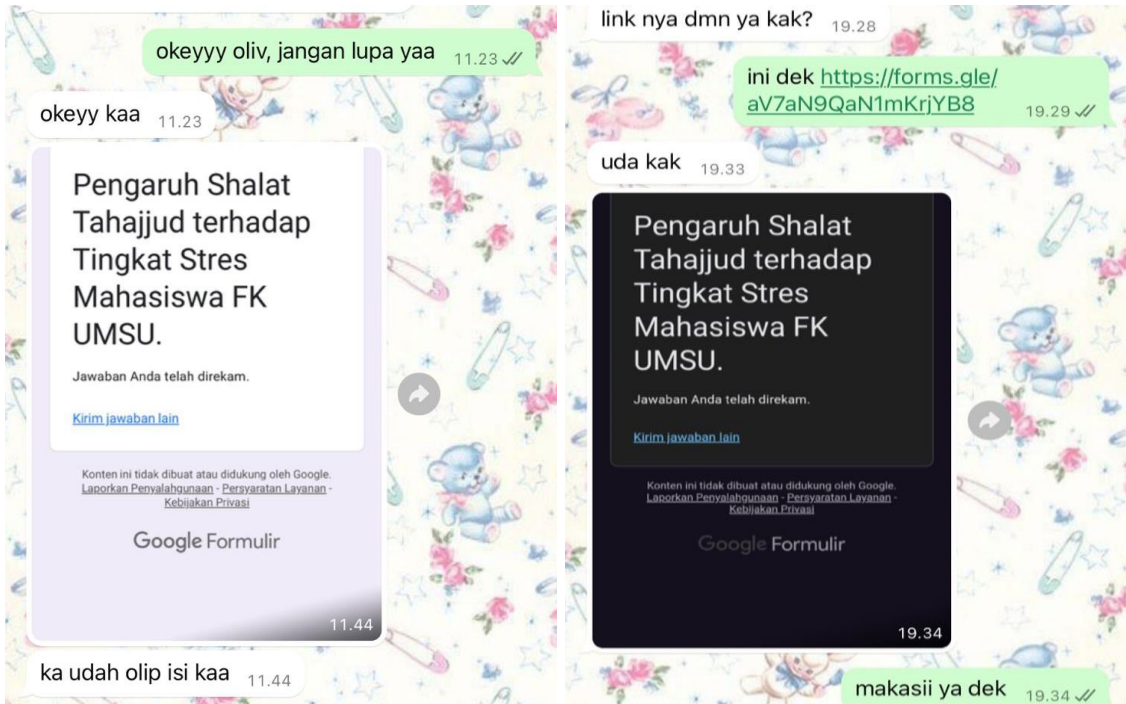 okeyyy oliv, jangan lupa yaa 11.23
okeyy kaa 11.23
Pengaruh Shalat
Tahajjud terhadap
Tingkat Stres
Mahasiswa FK
UMSU.
Jawaban Anda telah direkam.
Kirim jawaban lain
Konten ini tidak dibuat atau didukung oleh Google.
Laporkan Penyalahgunaan - Persyaratan Layanan -
Kebijakan Privasi
Google Formulir
11.44
ka udah olip isi kaa 11.44
link nya dmn ya kak? 19.28
ini dek https://forms.gle/
aV7aN9QaN1mKrjYB8 19.29
uda kak 19.33
Pengaruh Shalat
Tahajjud terhadap
Tingkat Stres
Mahasiswa FK
UMSU.
Jawaban Anda telah direkam.
Kirim jawaban lain
Konten ini tidak dibuat atau didukung oleh Google.
Laporkan Penyalahgunaan - Persyaratan Layanan -
Kebijakan Privasi
Google Formulir
19.34
makasii ya dek 19.34